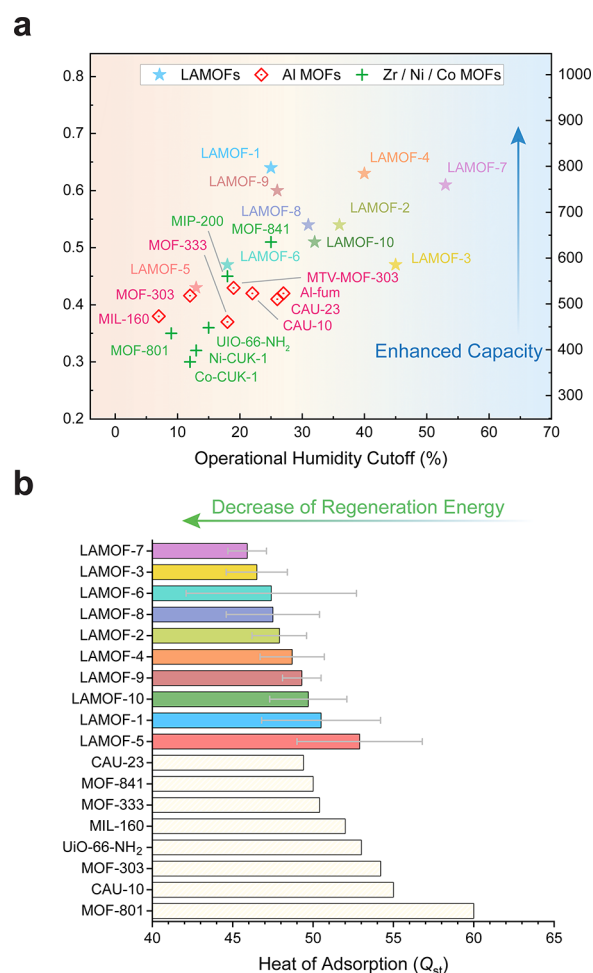 a
LAMOFs Al MOFs Zr / Ni / Co MOFs
0.8
0.7
0.6
0.5
0.4
0.3
0.2
1000
900
800
700
600
500
400
300
LAMOF-1
LAMOF-4
LAMOF-7
LAMOF-9
LAMOF-8
LAMOF-2
MIP-200
MOF-841
MOF-333
LAMOF-10
LAMOF-6
LAMOF-3
LAMOF-5
MTV-MOF-303
MOF-303
Al-fum
CAU-23
MIL-160
CAU-10
UIO-66-NH₂
MOF-801
Ni-CUK-1
Co-CUK-1
Enhanced Capacity
0 10 20 30 40 50 60 70
Operational Humidity Cutoff (%)
b
Decrease of Regeneration Energy
LAMOF-7
LAMOF-3
LAMOF-6
LAMOF-8
LAMOF-2
LAMOF-4
LAMOF-9
LAMOF-10
LAMOF-1
LAMOF-5
CAU-23
MOF-841
MOF-333
MIL-160
UiO-66-NH₂
MOF-303
CAU-10
MOF-801
40 45 50 55 60 65
Heat of Adsorption (Qst)